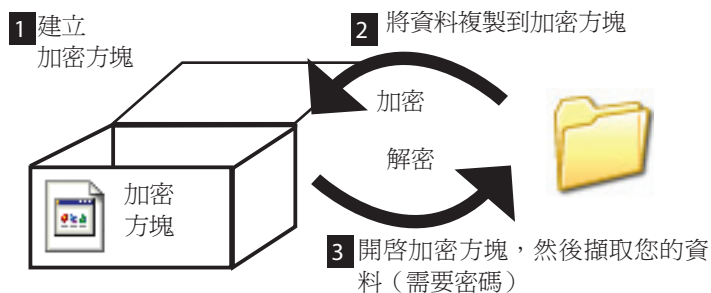 1 建立
加密方塊
2 將資料複製到加密方塊
加密
解密
加密
方塊
3 開啓加密方塊，然後擷取您的資
料（需要密碼）